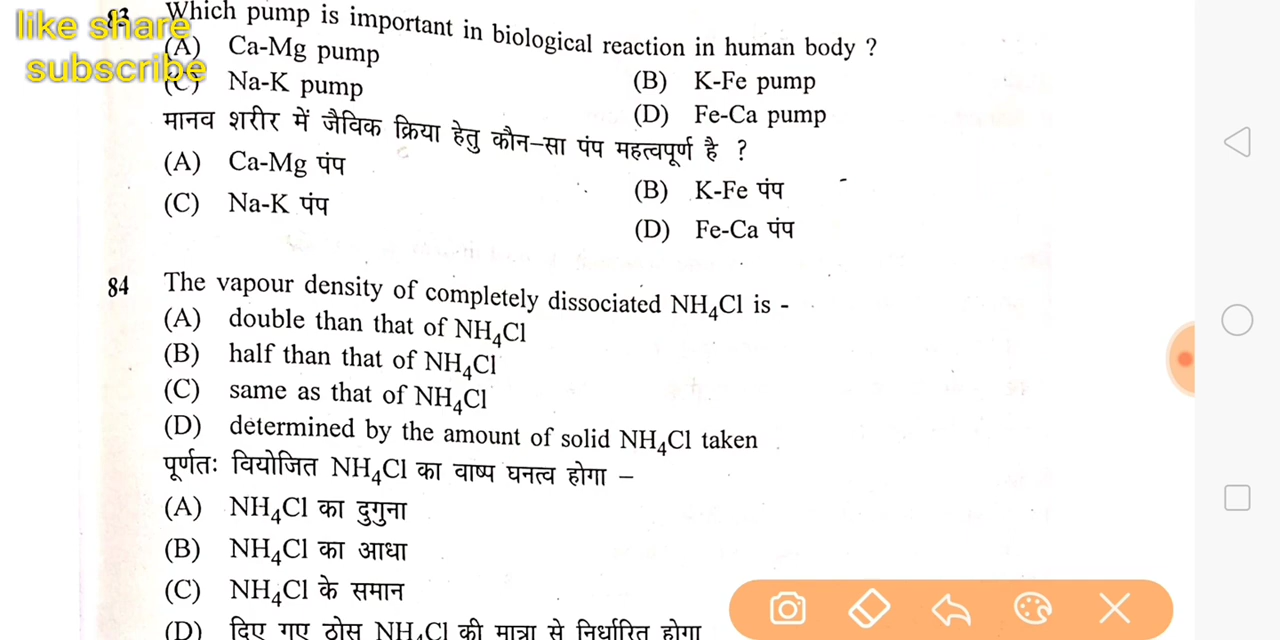 like share
subscribe
83 Which pump is important in biological reaction in human body ?
(A) Ca-Mg pump
(B) K-Fe pump
(C) Na-K pump
(D) Fe-Ca pump
मानव शरीर में जैविक क्रिया हेतु कौन-सा पंप महत्वपूर्ण है ?
(A) Ca-Mg पंप
(B) K-Fe पंप
(C) Na-K पंप
(D) Fe-Ca पंप
84 The vapour density of completely dissociated NH₄Cl is -
(A) double than that of NH₄Cl
(B) half than that of NH₄Cl
(C) same as that of NH₄Cl
(D) determined by the amount of solid NH₄Cl taken
पूर्णतः वियोजित NH₄Cl का वाष्प घनत्व होगा –
(A) NH₄Cl का दुगुना
(B) NH₄Cl का आधा
(C) NH₄Cl के समान
(D) दिए गए ठोस NH₄Cl की मात्रा से निर्धारित होगा